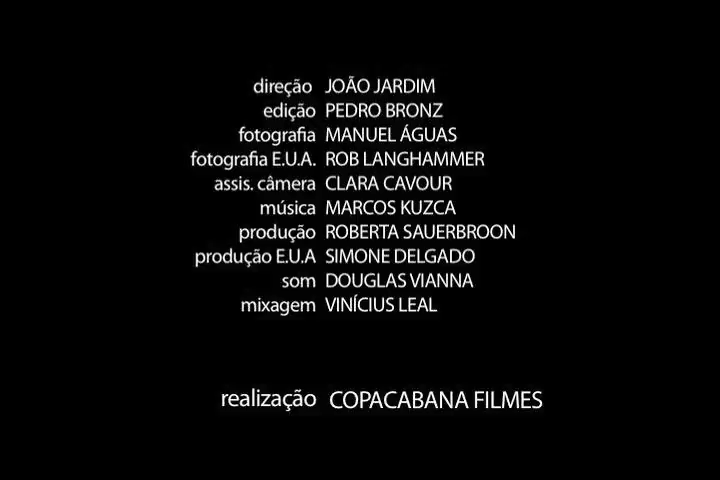 direção JOÃO JARDIM
edição PEDRO BRONZ
fotografia MANUEL ÁGUAS
fotografia E.U.A. ROB LANGHAMMER
assis. câmera CLARA CAVOUR
música MARCOS KUZCA
produção ROBERTA SAUERBROON
produção E.U.A SIMONE DELGADO
som DOUGLAS VIANNA
mixagem VINÍCIUS LEAL
realização COPACABANA FILMES